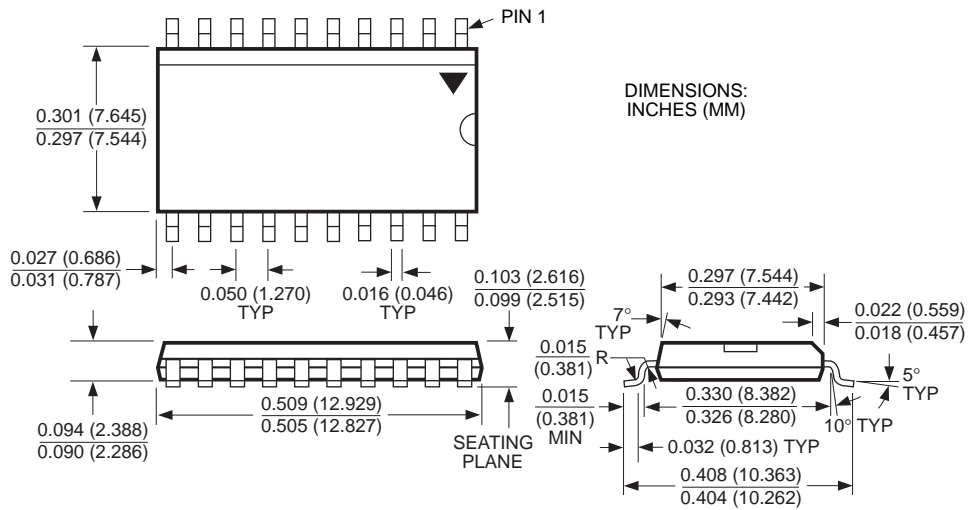 PIN 1
DIMENSIONS:
INCHES (MM)
0.301 (7.645)
0.297 (7.544)
0.027 (0.686)
0.031 (0.787)
0.050 (1.270)
TYP
0.016 (0.046)
TYP
0.103 (2.616)
0.099 (2.515)
0.297 (7.544)
0.293 (7.442)
0.022 (0.559)
0.018 (0.457)
7°
TYP
0.015
(0.381)
R
5°
TYP
0.015
(0.381)
MIN
0.330 (8.382)
0.326 (8.280)
10° TYP
0.094 (2.388)
0.090 (2.286)
0.509 (12.929)
0.505 (12.827)
SEATING
PLANE
0.032 (0.813) TYP
0.408 (10.363)
0.404 (10.262)